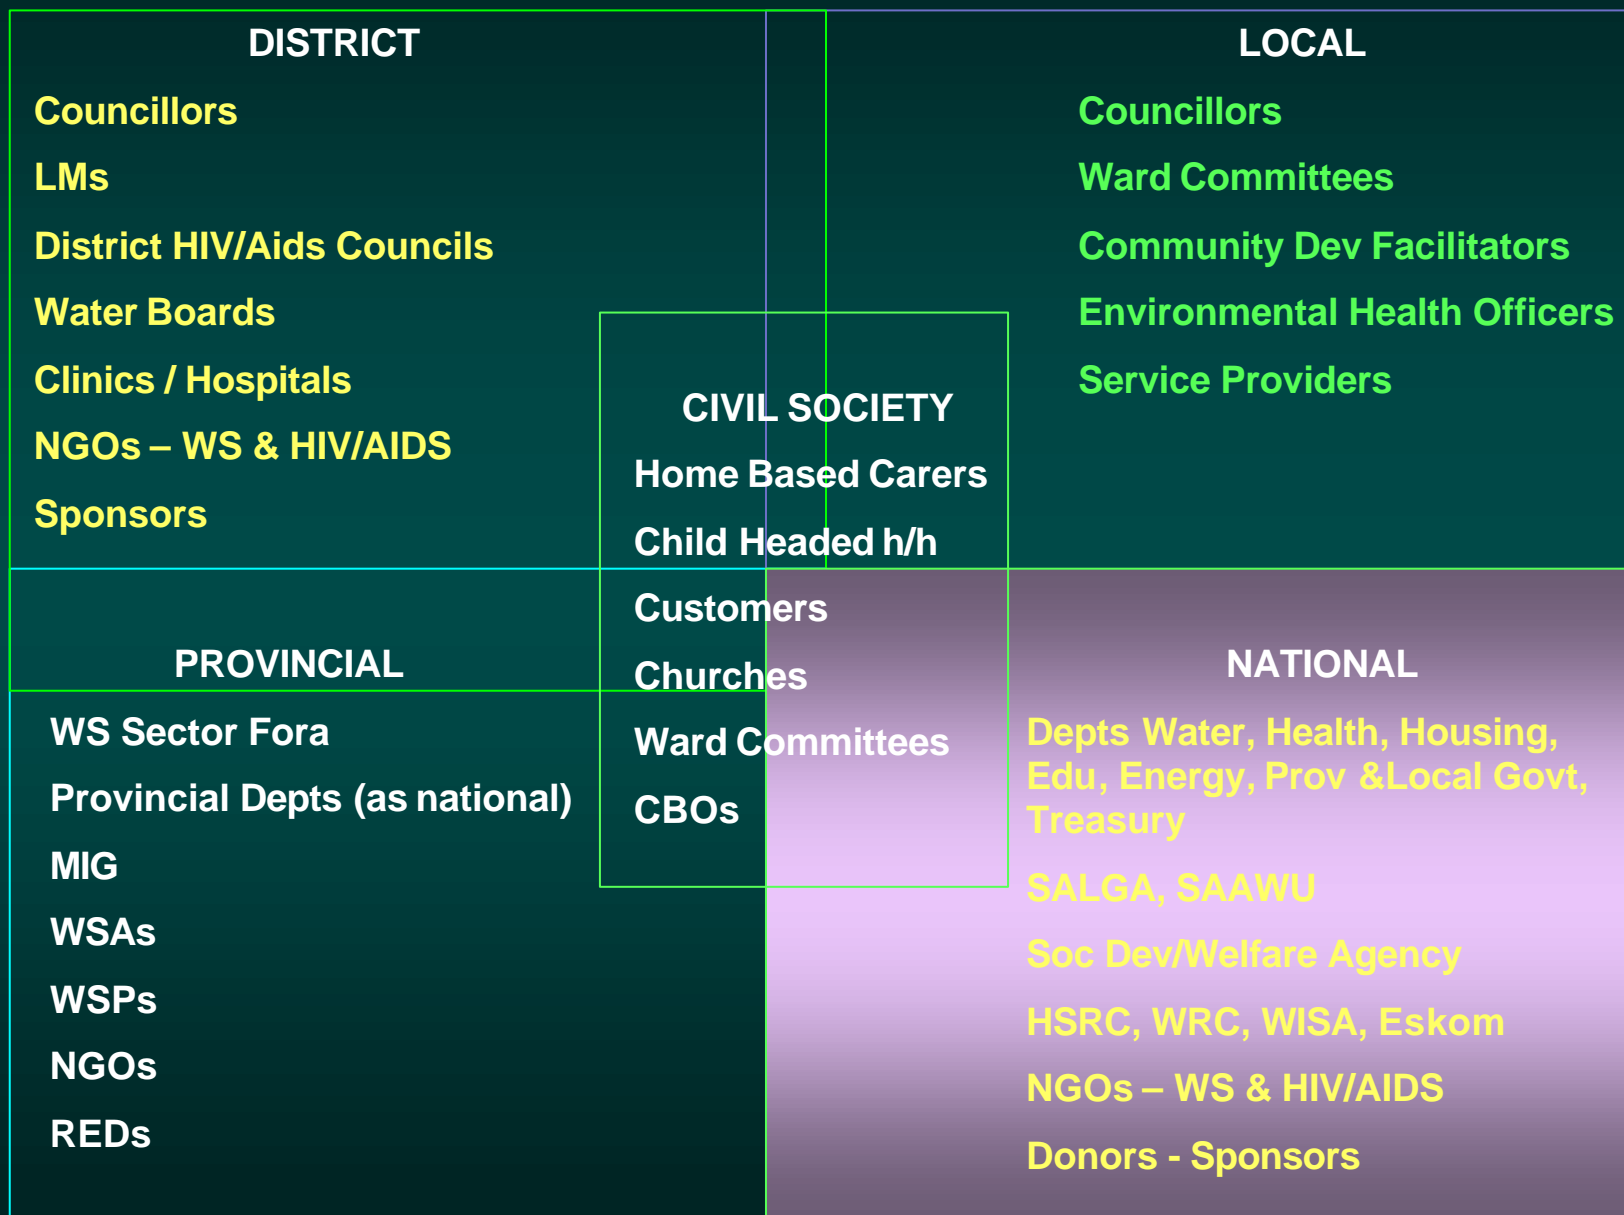 DISTRICT
Councillors
LMs
District HIV/Aids Councils
Water Boards
Clinics / Hospitals
NGOs – WS & HIV/AIDS
Sponsors
LOCAL
Councillors
Ward Committees
Community Dev Facilitators
Environmental Health Officers
Service Providers
CIVIL SOCIETY
Home Based Carers
Child Headed h/h
Customers
Churches
Ward Committees
CBOs
PROVINCIAL
WS Sector Fora
Provincial Depts (as national)
MIG
WSAs
WSPs
NGOs
REDs
NATIONAL
Depts Water, Health, Housing,
Edu, Energy, Prov &Local Govt,
Treasury
SALGA, SAAWU
Soc Dev/Welfare Agency
HSRC, WRC, WISA, Eskom
NGOs – WS & HIV/AIDS
Donors - Sponsors